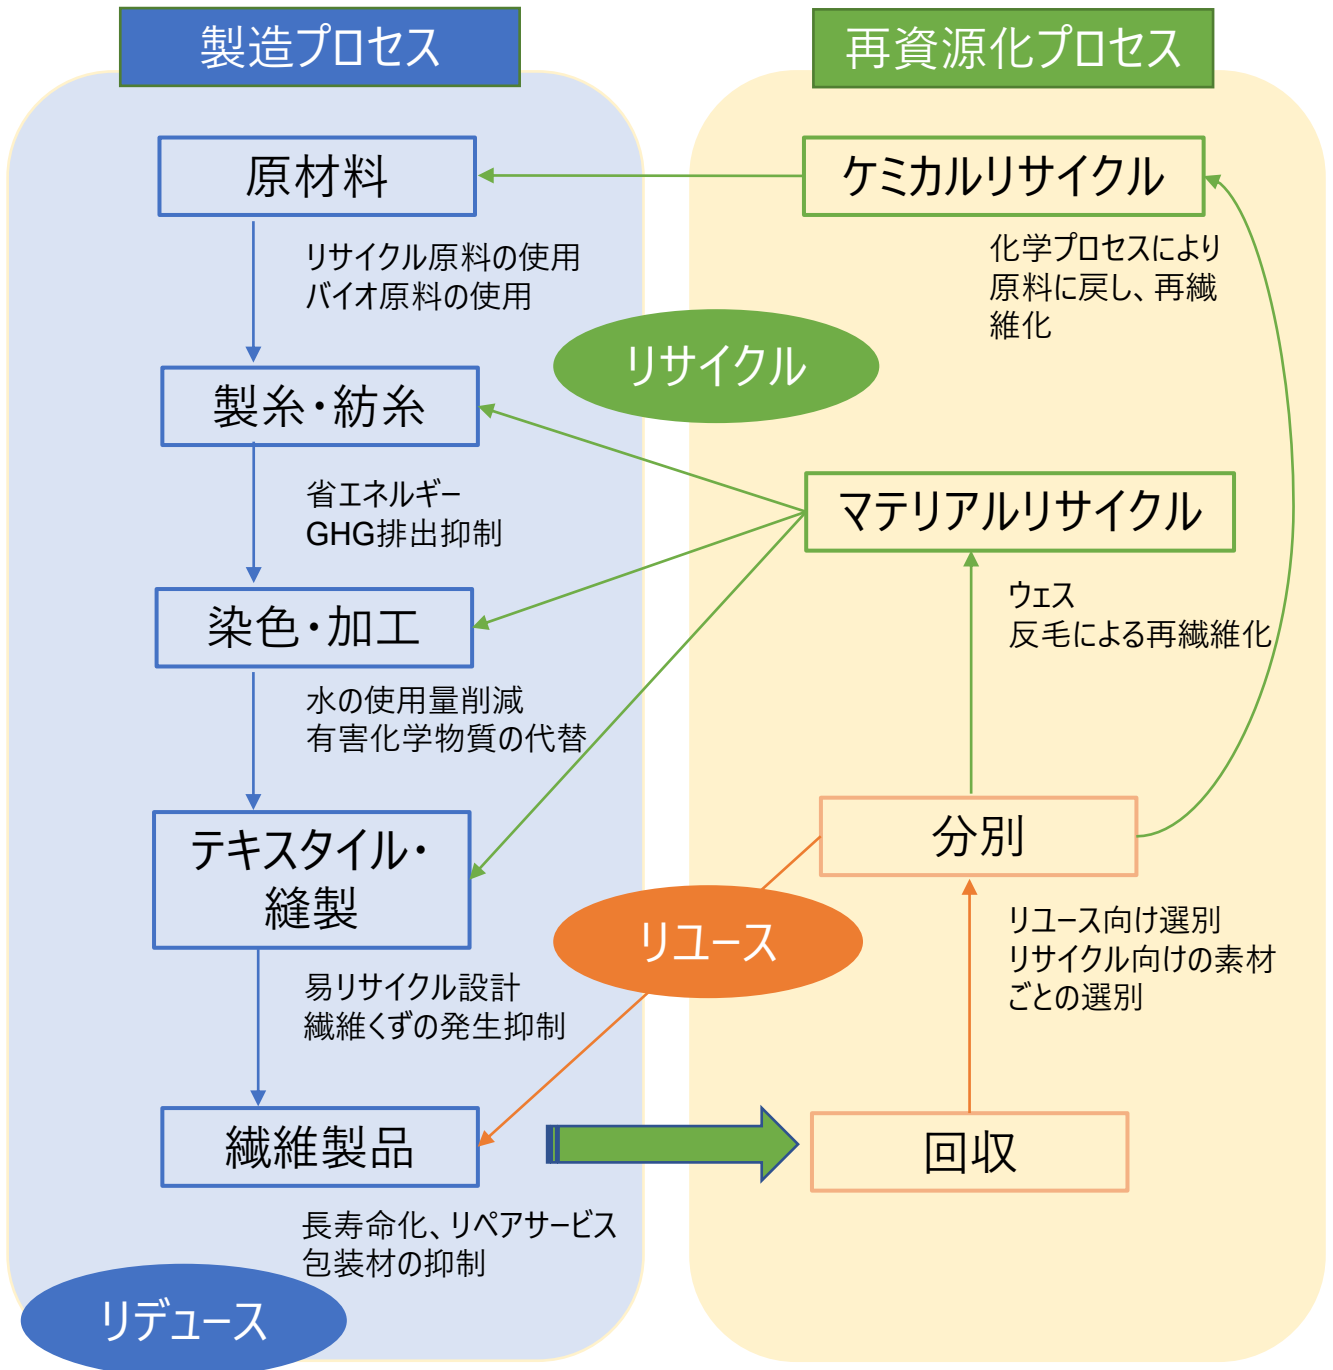 製造プロセス
再資源化プロセス
原材料
ケミカルリサイクル
リサイクル原料の使用
バイオ原料の使用
化学プロセスにより
原料に戻し、再繊
維化
リサイクル
製糸・紡糸
マテリアルリサイクル
省エネルギー
GHG排出抑制
ウェス
反毛による再繊維化
染色・加工
水の使用量削減
有害化学物質の代替
テキスタイル・
縫製
分別
リユース
リユース向け選別
リサイクル向けの素材
ごとの選別
易リサイクル設計
繊維くずの発生抑制
繊維製品
回収
長寿命化、リペアサービス
包装材の抑制
リデュース